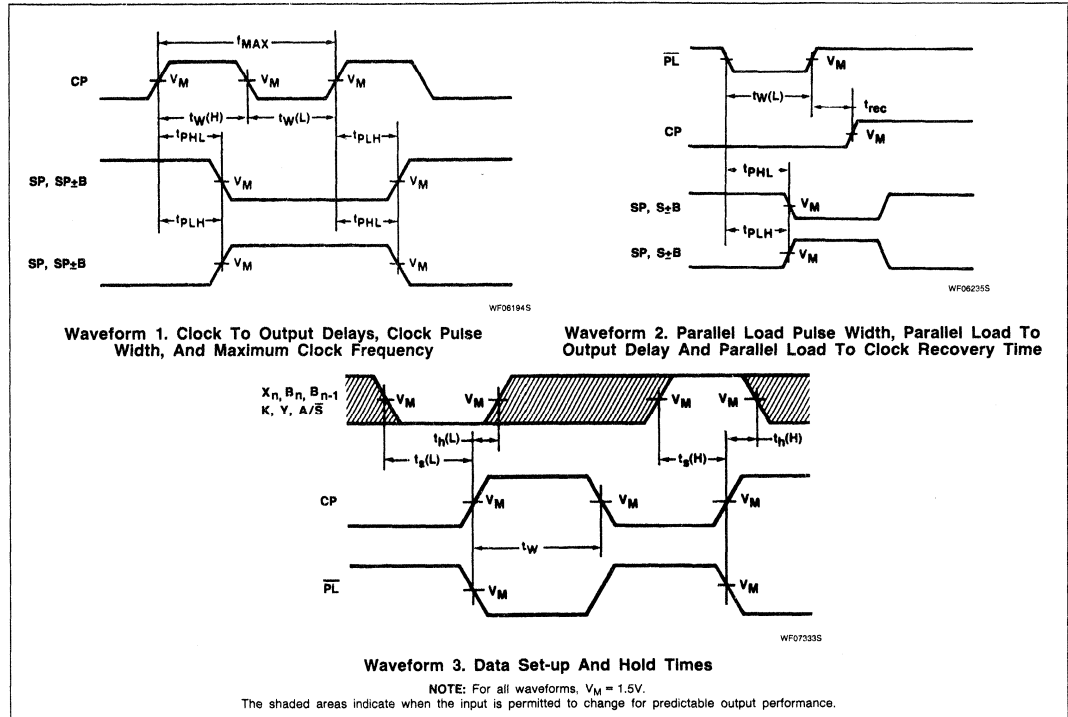 fMAX
CP
VM VM VM
tW(H) tW(L)
tPHL tPLH
SP, SP±B
VM VM
tPLH tPHL
VM VM
WF06194S
Waveform 1. Clock To Output Delays, Clock Pulse
Width, And Maximum Clock Frequency
PL
VM
tW(L)
trec
CP
VM
tPHL
SP, S±B
VM
tPLH
SP, S±B
VM
WF06235S
Waveform 2. Parallel Load Pulse Width, Parallel Load To
Output Delay And Parallel Load To Clock Recovery Time
Xn, Bn, Bn-1
K, Y, A/S̅
VM VM VM VM
th(L) th(H)
ts(L) ts(H)
CP
VM VM VM
tW
P̅L̅
VM VM
WF07333S
Waveform 3. Data Set-up And Hold Times
NOTE: For all waveforms, VM = 1.5V.
The shaded areas indicate when the input is permitted to change for predictable output performance.